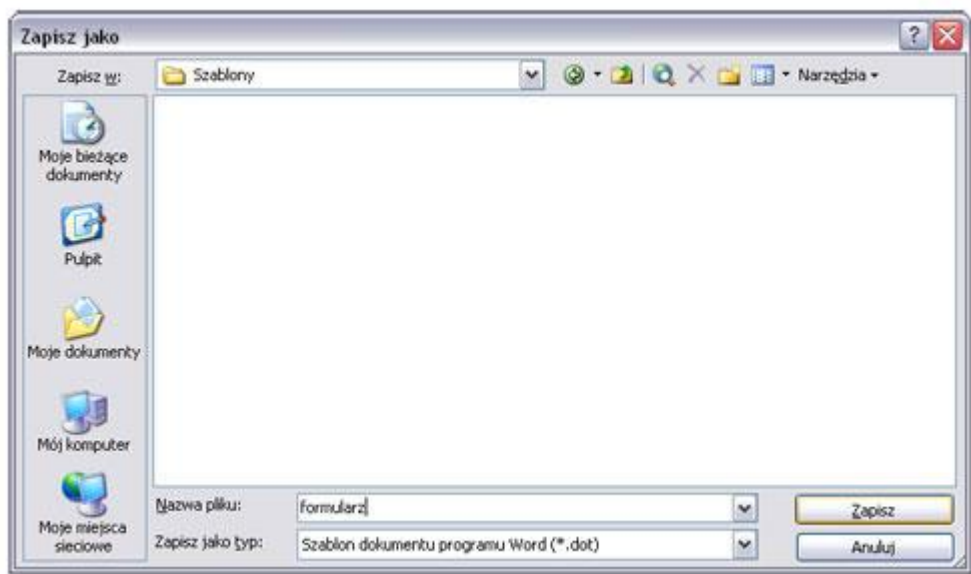 Zapisz jako
Zapisz w:
Szablony
Narzędzia
Moje bieżące
dokumenty
Pulpit
Moje dokumenty
Mój komputer
Moje miejsca
sieciowe
Nazwa pliku:
formularz
Zapisz
Zapisz jako typ:
Szablon dokumentu programu Word (*.dot)
Anuluj